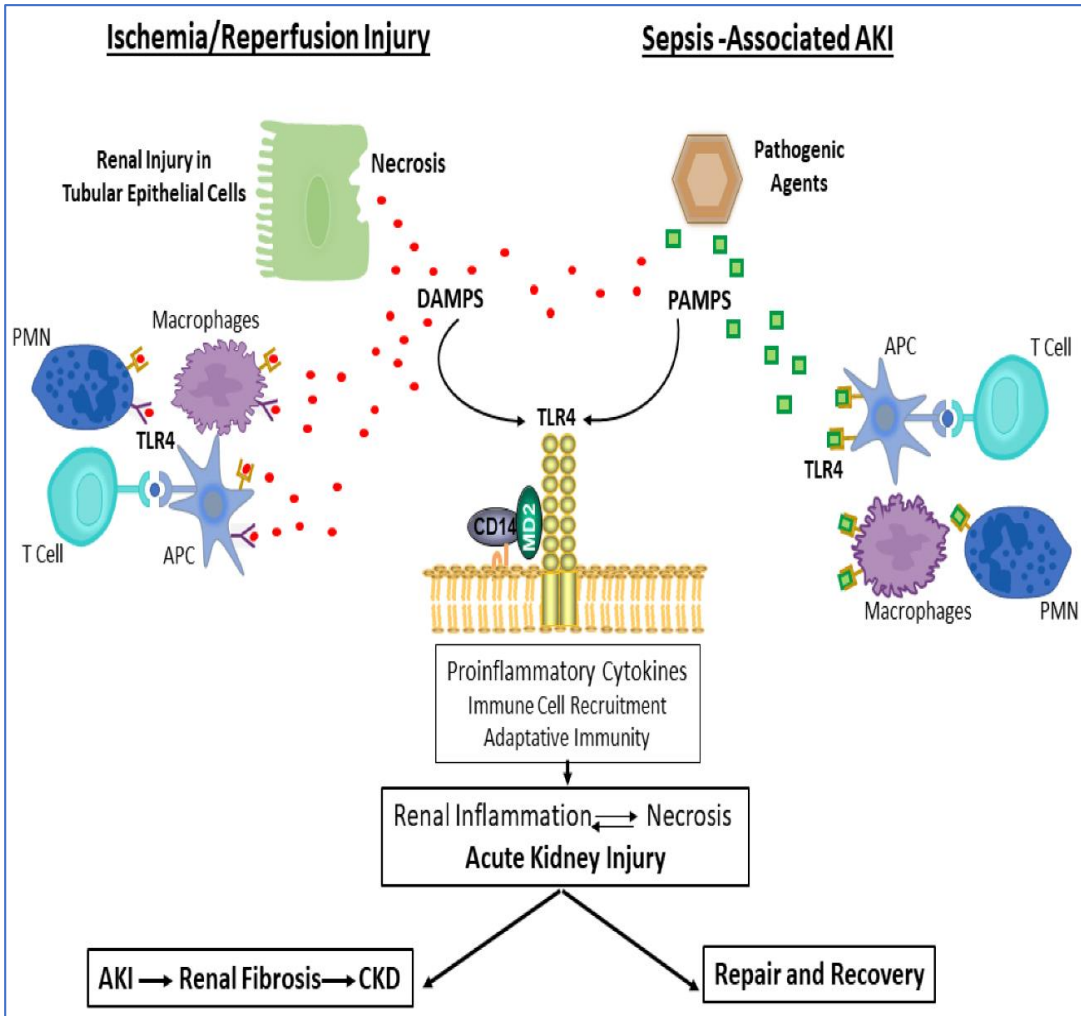 Ischemia/Reperfusion Injury
Sepsis -Associated AKI
Renal Injury in
Tubular Epithelial Cells
Necrosis
Pathogenic
Agents
DAMPS
PAMPS
PMN
Macrophages
TLR4
T Cell
APC
TLR4
CD14
MD2
APC
T Cell
TLR4
Macrophages
PMN
Proinflammatory Cytokines
Immune Cell Recruitment
Adaptative Immunity
Renal Inflammation Necrosis
Acute Kidney Injury
AKI Renal Fibrosis CKD
Repair and Recovery